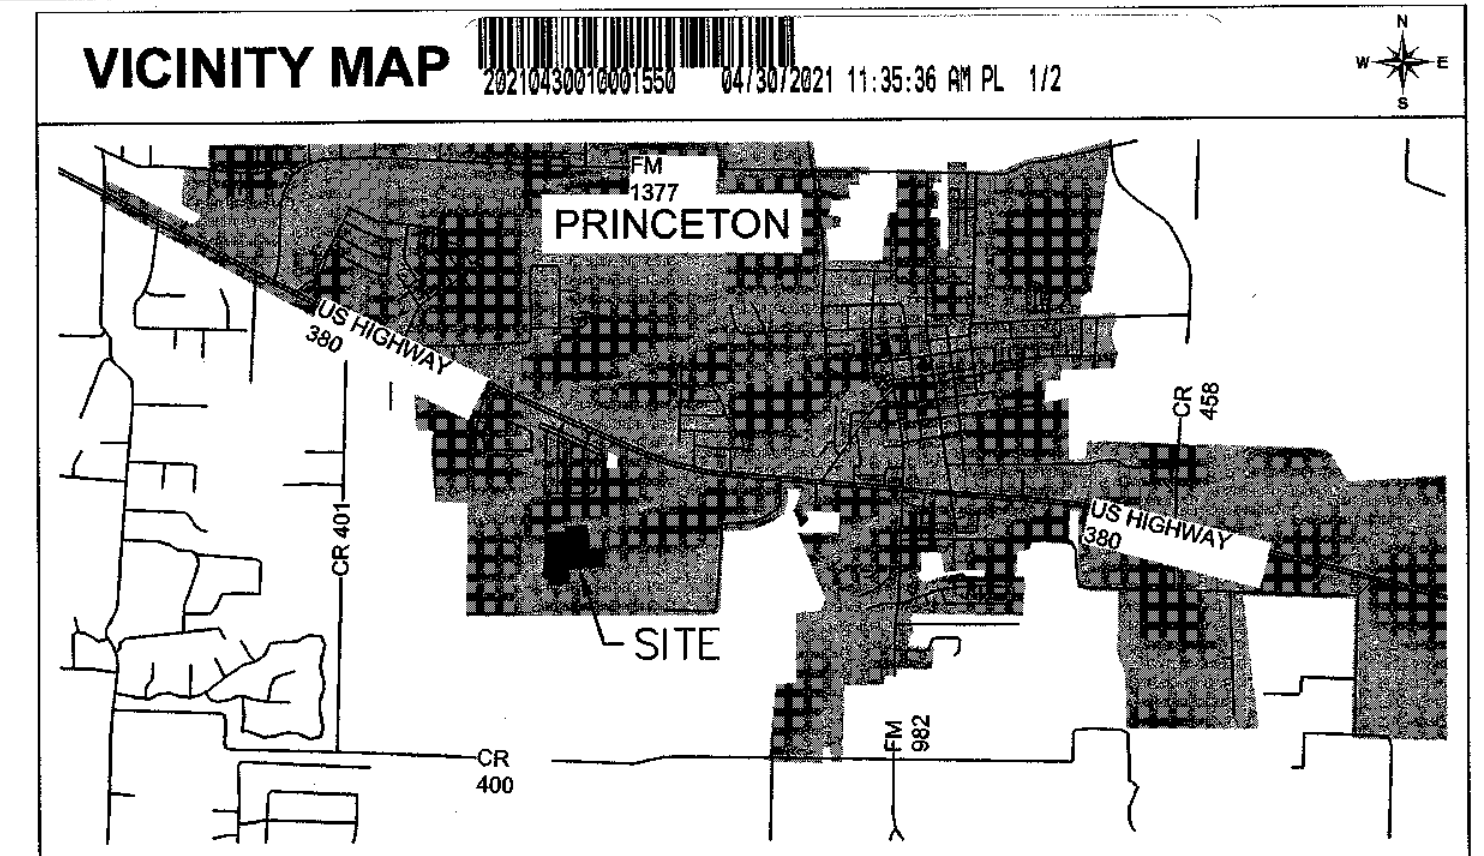 VICINITY MAP
20210430010001550 04/30/2021 11:35:36 AM PL 1/2
N
W E
S
FM
1377
PRINCETON
US HIGHWAY
380
CR
458
CR 401
US HIGHWAY
380
SITE
FM
982
CR
400